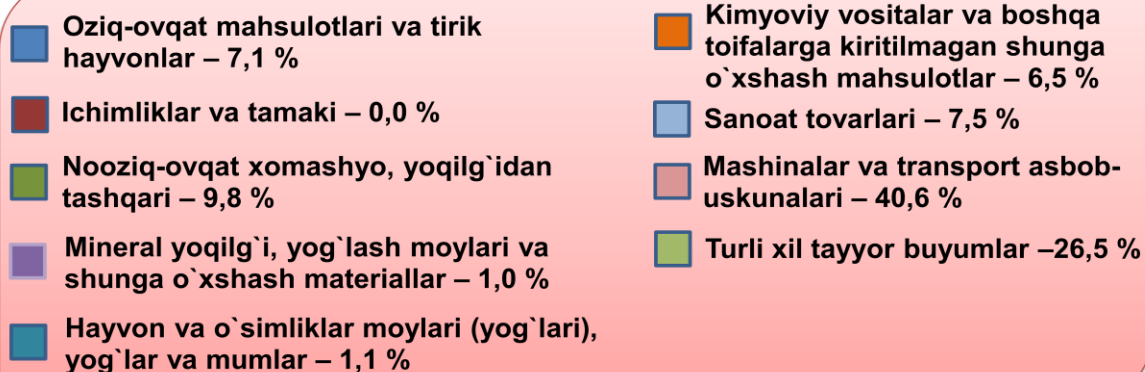 Oziq-ovqat mahsulotlari va tirik
hayvonlar – 7,1 %
Ichimliklar va tamaki – 0,0 %
Nooziq-ovqat xomashyo, yoqilg`idan
tashqari – 9,8 %
Mineral yoqilg`i, yog`lash moylari va
shunga o`xshash materiallar – 1,0 %
Hayvon va o`simliklar moylari (yog`lari),
yog`lar va mumlar – 1,1 %
Kimyoviy vositalar va boshqa
toifalarga kiritilmagan shunga
o`xshash mahsulotlar – 6,5 %
Sanoat tovarlari – 7,5 %
Mashinalar va transport asbob-
uskunalari – 40,6 %
Turli xil tayyor buyumlar –26,5 %